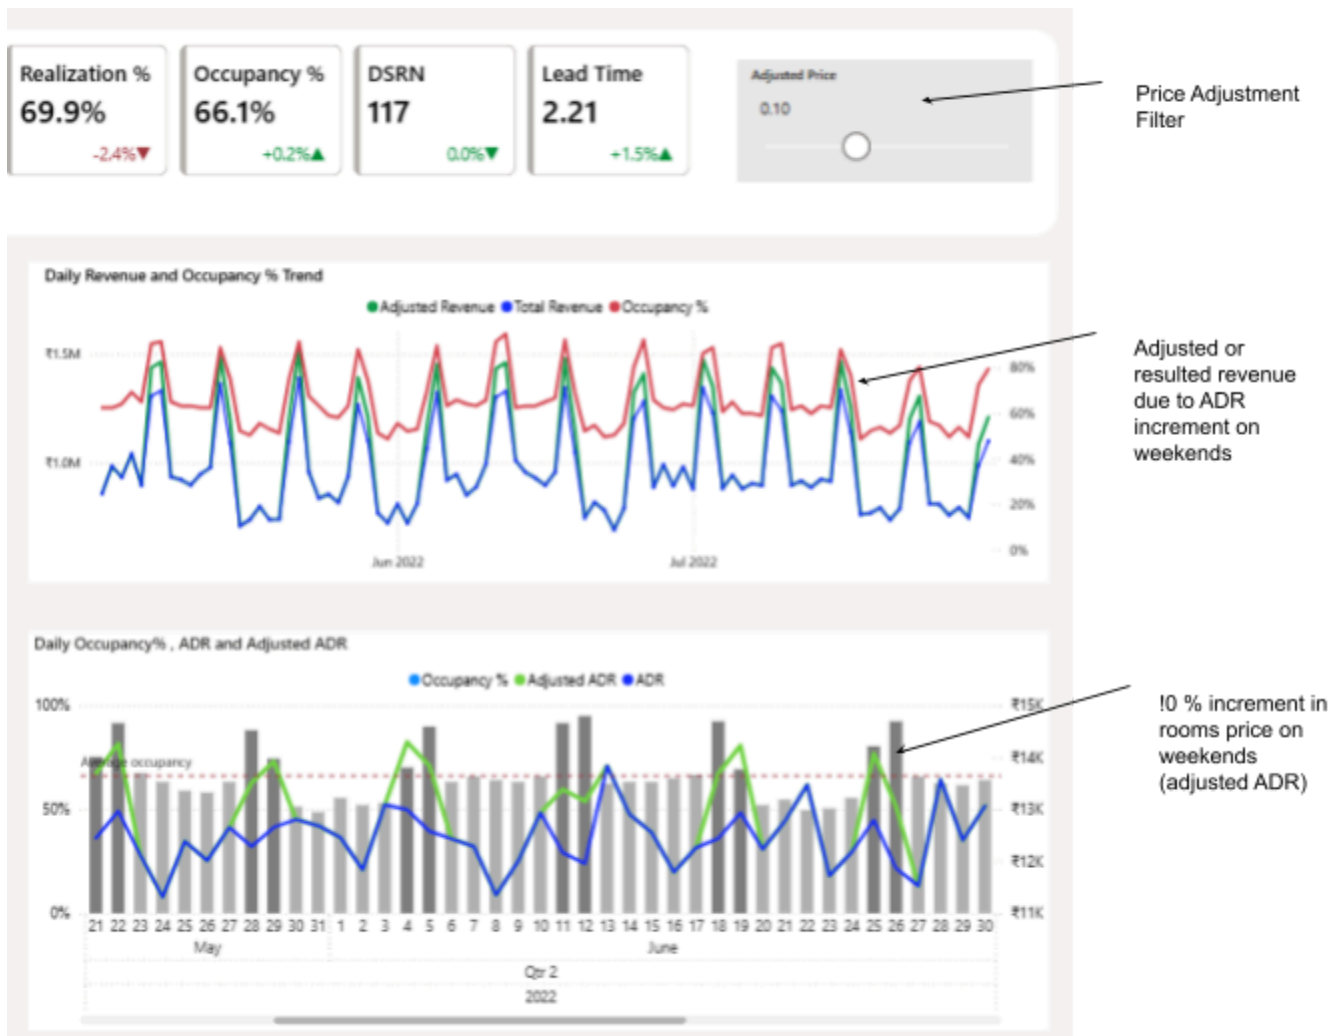 Realization %
69.9%
-2.4%▼
Occupancy %
66.1%
+0.2%▲
DSRN
117
0.0%▼
Lead Time
2.21
+1.5%▲
Adjusted Price
0.10
Price Adjustment
Filter
Daily Revenue and Occupancy % Trend
Adjusted Revenue Total Revenue Occupancy %
₹1.5M
₹1.0M
80%
60%
40%
20%
0%
Jun 2022
Jul 2022
Adjusted or
resulted revenue
due to ADR
increment on
weekends
Daily Occupancy% , ADR and Adjusted ADR
Occupancy % Adjusted ADR ADR
100%
50%
0%
Average occupancy
₹15K
₹14K
₹13K
₹12K
₹11K
21 22 23 24 25 26 27 28 29 30 31 1 2 3 4 5 6 7 8 9 10 11 12 13 14 15 16 17 18 19 20 21 22 23 24 25 26 27 28 29 30
May
June
Qtr 2
2022
!0 % increment in
rooms price on
weekends
(adjusted ADR)